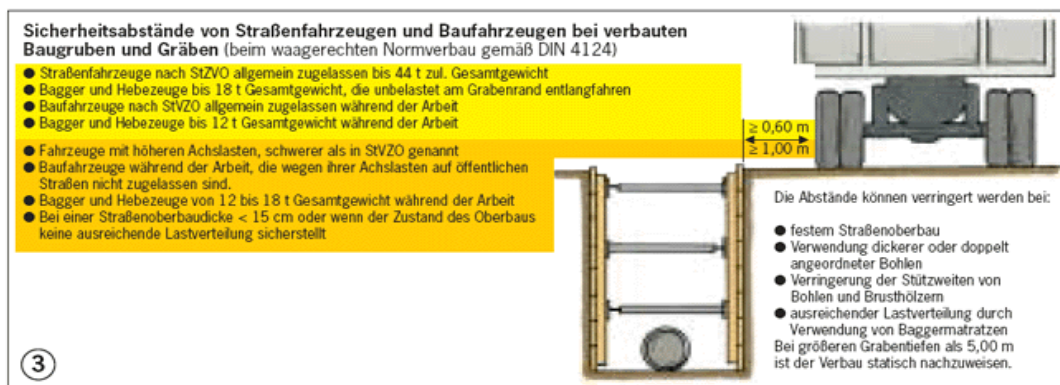 Sicherheitsabstände von Straßenfahrzeugen und Baufahrzeugen bei verbauten
Baugruben und Gräben (beim waagerechten Normverbau gemäß DIN 4124)
● Straßenfahrzeuge nach StZVO allgemein zugelassen bis 44 t zul. Gesamtgewicht
● Bagger und Hebezeuge bis 18 t Gesamtgewicht, die unbelastet am Grabenrand entlangfahren
● Baufahrzeuge nach StVZO allgemein zugelassen während der Arbeit
● Bagger und Hebezeuge bis 12 t Gesamtgewicht während der Arbeit
● Fahrzeuge mit höheren Achslasten, schwerer als in StVZO genannt
● Baufahrzeuge während der Arbeit, die wegen ihrer Achslasten auf öffentlichen
Straßen nicht zugelassen sind.
● Bagger und Hebezeuge von 12 bis 18 t Gesamtgewicht während der Arbeit
● Bei einer Straßenoberbaudicke < 15 cm oder wenn der Zustand des Oberbaus
keine ausreichende Lastverteilung sicherstellt
≥ 0,60 m
≥ 1,00 m
Die Abstände können verringert werden bei:
● festem Straßenoberbau
● Verwendung dickerer oder doppelt
angeordneter Bohlen
● Verringerung der Stützweiten von
Bohlen und Brusthölzern
● ausreichender Lastverteilung durch
Verwendung von Baggermatratzen
Bei größeren Grabentiefen als 5,00 m
ist der Verbau statisch nachzuweisen.
3